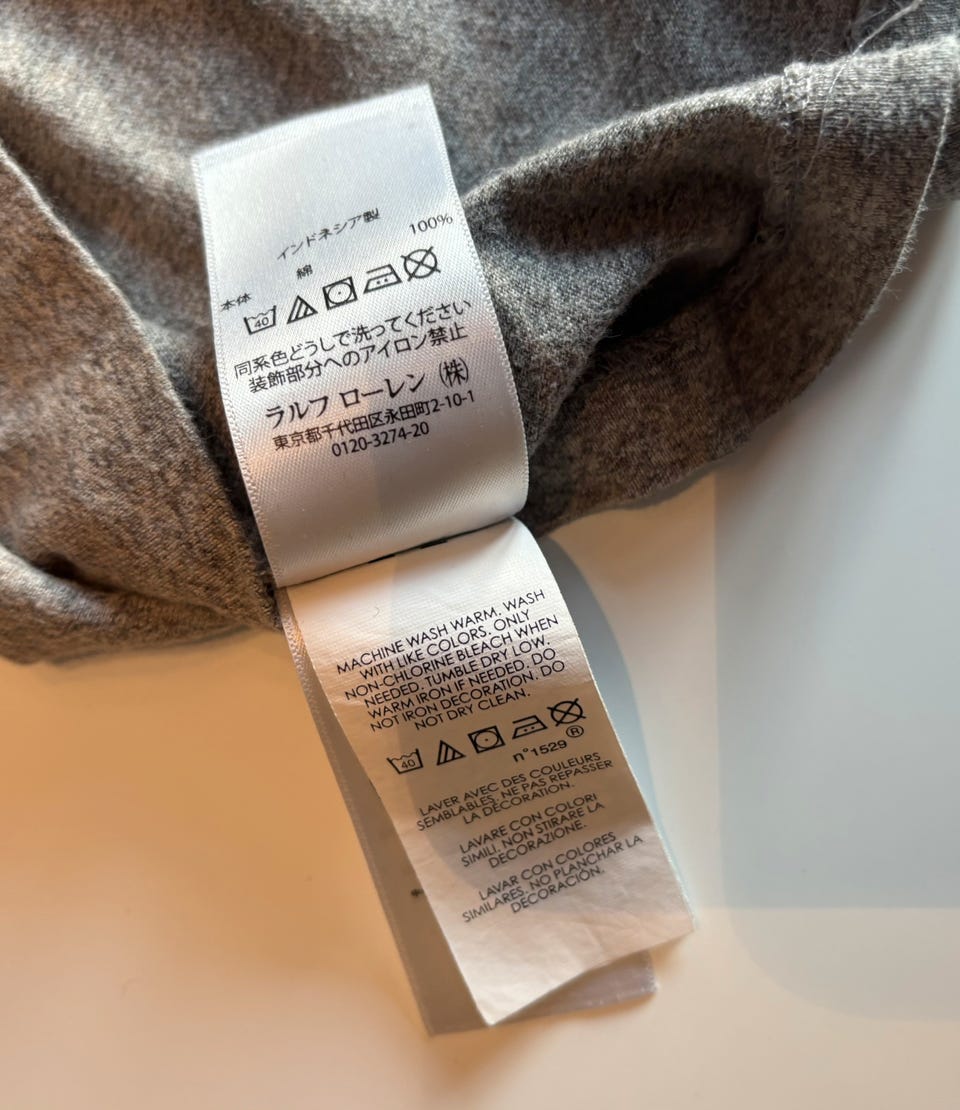 インドネシア製
本体 綿 100%
40
同系色どうしで洗ってください
装飾部分へのアイロン禁止
ラルフ ローレン (株)
東京都千代田区永田町2-10-1
0120-3274-20
MACHINE WASH WARM. WASH
WITH LIKE COLORS. ONLY
NON-CHLORINE BLEACH WHEN
NEEDED. TUMBLE DRY LOW.
WARM IRON IF NEEDED. DO
NOT IRON DECORATION. DO
NOT DRY CLEAN.
40
n°1529 ®
LAVER AVEC DES COULEURS
SEMBLABLES. NE PAS REPASSER
LA DÉCORATION.
LAVARE CON COLORI
SIMILI. NON STIRARE LA
DECORAZIONE.
LAVAR CON COLORES
SIMILARES. NO PLANCHAR LA
DECORACIÓN.